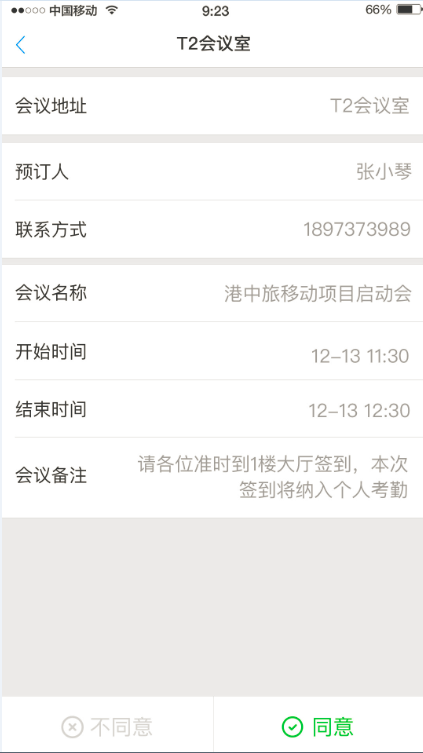 中国移动 9:23 66%
T2会议室
会议地址 T2会议室
预订人 张小琴
联系方式 1897373989
会议名称 港中旅移动项目启动会
开始时间 12-13 11:30
结束时间 12-13 12:30
会议备注 请各位准时到1楼大厅签到，本次
签到将纳入个人考勤
不同意 同意